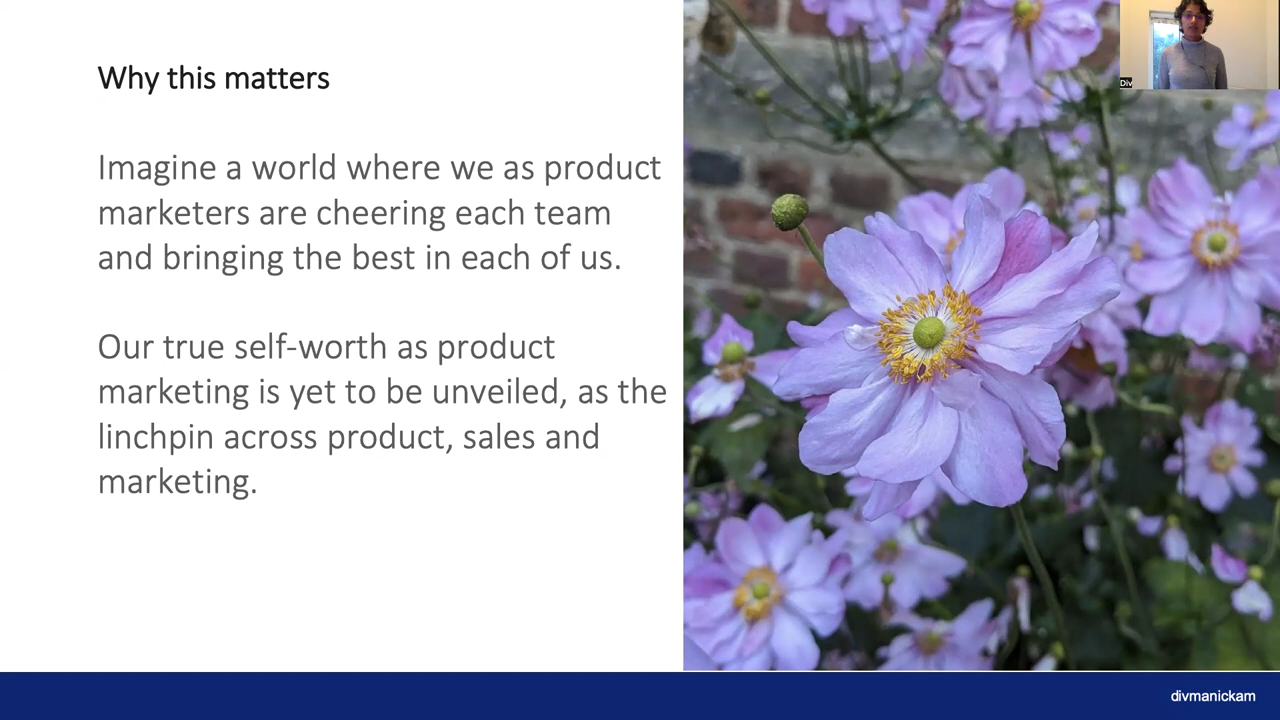 Why this matters
Imagine a world where we as product
marketers are cheering each team
and bringing the best in each of us.
Our true self-worth as product
marketing is yet to be unveiled, as the
linchpin across product, sales and
marketing.
Div
divmanickam